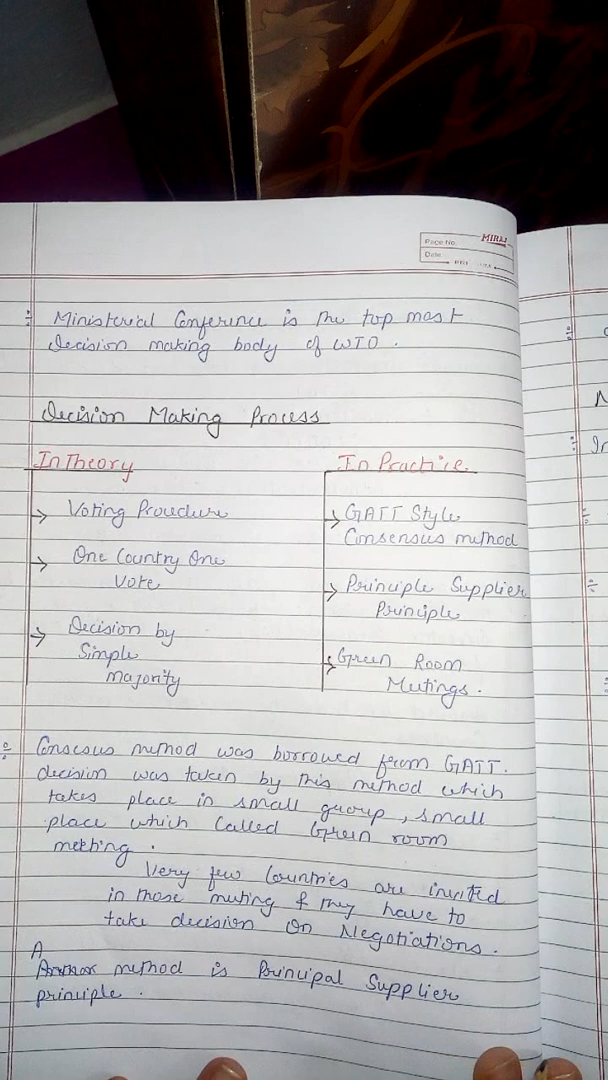 Page No.
MIRAJ
Date
Ministerial Conference is the top most
decision making body of WTO.
Decision Making Process
In Theory
In Practice
→ Voting Procedure
→ One Country One
Vote
→ Decision by
Simple
Majority
→ GATT Style
Consensus method
→ Principle Supplier
Principle
→ Green Room
Meetings.
Conscous method was borrowed from GATT.
decision was taken by this method which
takes place in small group, small
place which called Green room
meeting.
Very few Countries are invited
in those meeting & they have to
take decision on Negotiations.
A
method is Principal Supplier
principle.